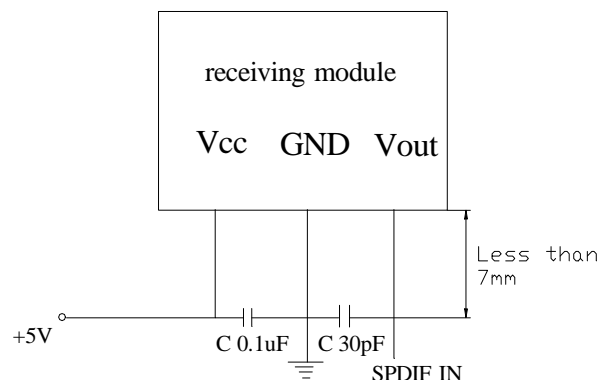 receiving module
Vcc GND Vout
Less than
7mm
+5V
C 0.1uF C 30pF
SPDIF IN